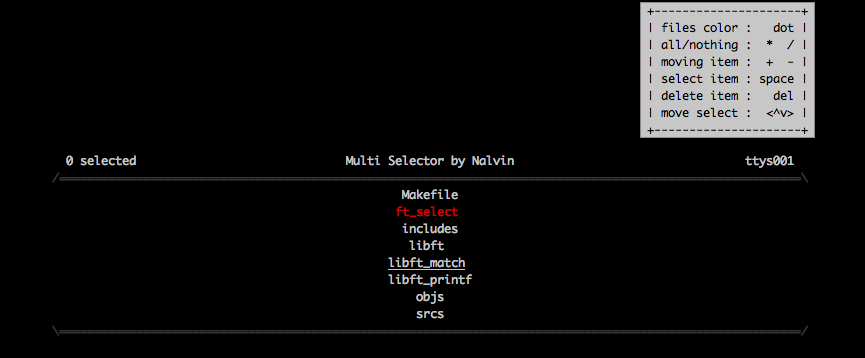 +---------------------+
| files color :   dot |
| all/nothing :  *  / |
| moving item :  +  - |
| select item : space |
| delete item :   del |
| move select :  <^v> |
+---------------------+
0 selected Multi Selector by Nalvin ttys001
Makefile
ft_select
includes
libft
libft_match
libft_printf
objs
srcs